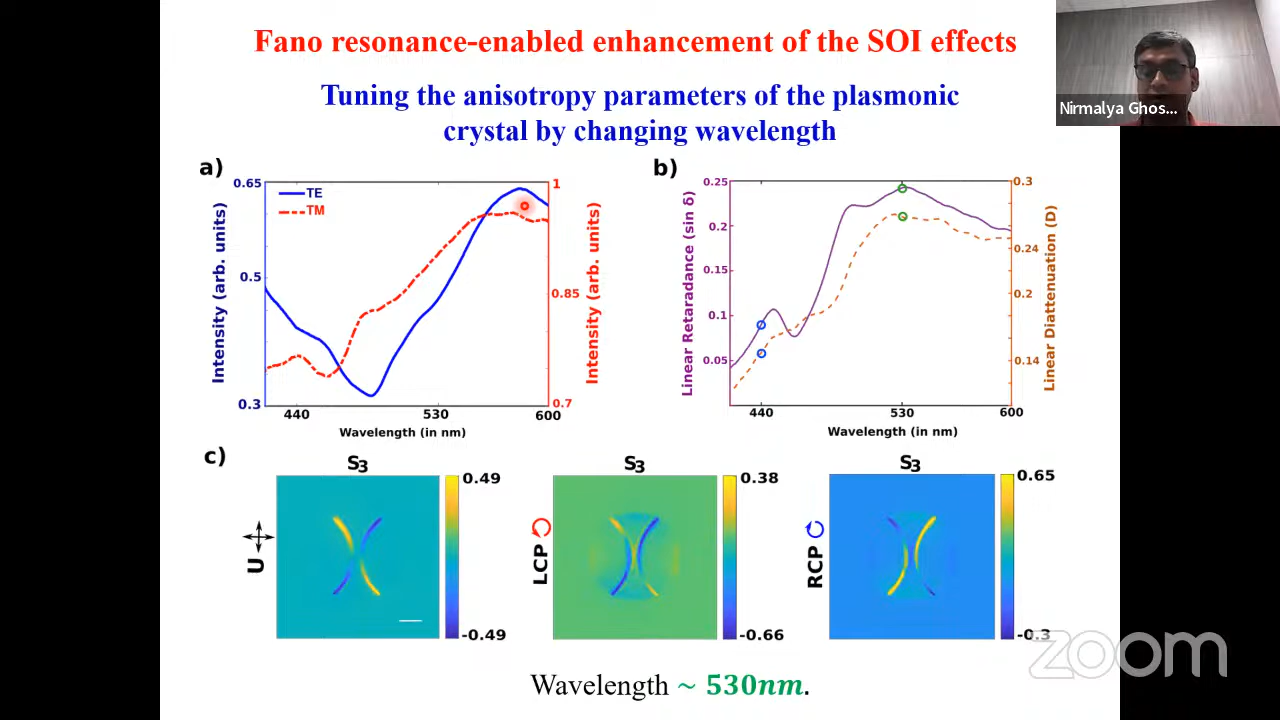 Fano resonance-enabled enhancement of the SOI effects
Tuning the anisotropy parameters of the plasmonic
crystal by changing wavelength
Nirmalya Ghos...
a)
0.65
0.5
0.3
Intensity (arb. units)
TE
TM
1
0.85
0.7
Intensity (arb. units)
440
530
600
Wavelength (in nm)
b)
0.25
0.2
0.15
0.1
0.05
Linear Retaradance (sin δ)
0.3
0.24
0.2
0.14
Linear Diattenuation (D)
440
530
600
Wavelength (in nm)
c)
S3
U
0.49
-0.49
S3
LCP
0.38
-0.66
S3
RCP
0.65
-0.3
zoom
Wavelength ~ 530nm.